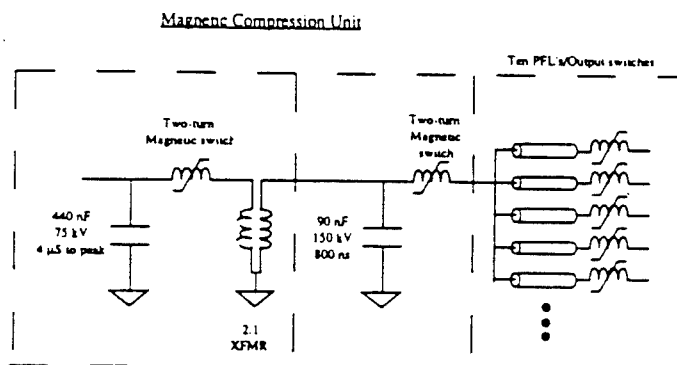 Magnetic Compression Unit
Ten PFL's/Output switches
Two-turn
Magnetic switch
Two-turn
Magnetic
switch
440 nF
75 kV
4 μS to peak
90 nF
150 kV
800 ns
2.1
XFMR